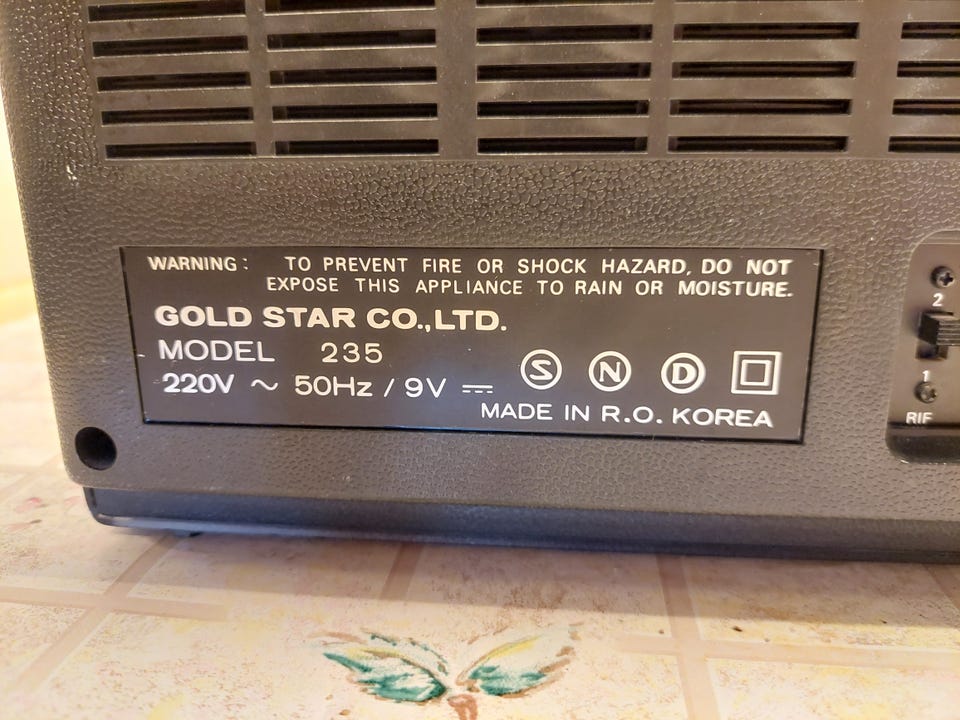 WARNING: TO PREVENT FIRE OR SHOCK HAZARD, DO NOT
EXPOSE THIS APPLIANCE TO RAIN OR MOISTURE.
GOLD STAR CO.,LTD.
MODEL 235
220V ~ 50Hz / 9V ⎓
S N D
MADE IN R.O. KOREA
2
1
RIF